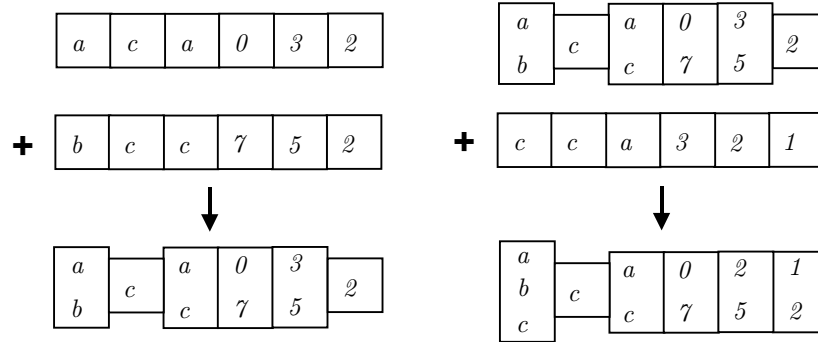 a c a 0 3 2
+ b c c 7 5 2
a a 0 3
c 2
b c 7 5
a a 0 3
c 2
b c 7 5
+ c c a 3 2 1
a a 0 2 1
b c
c c 7 5 2